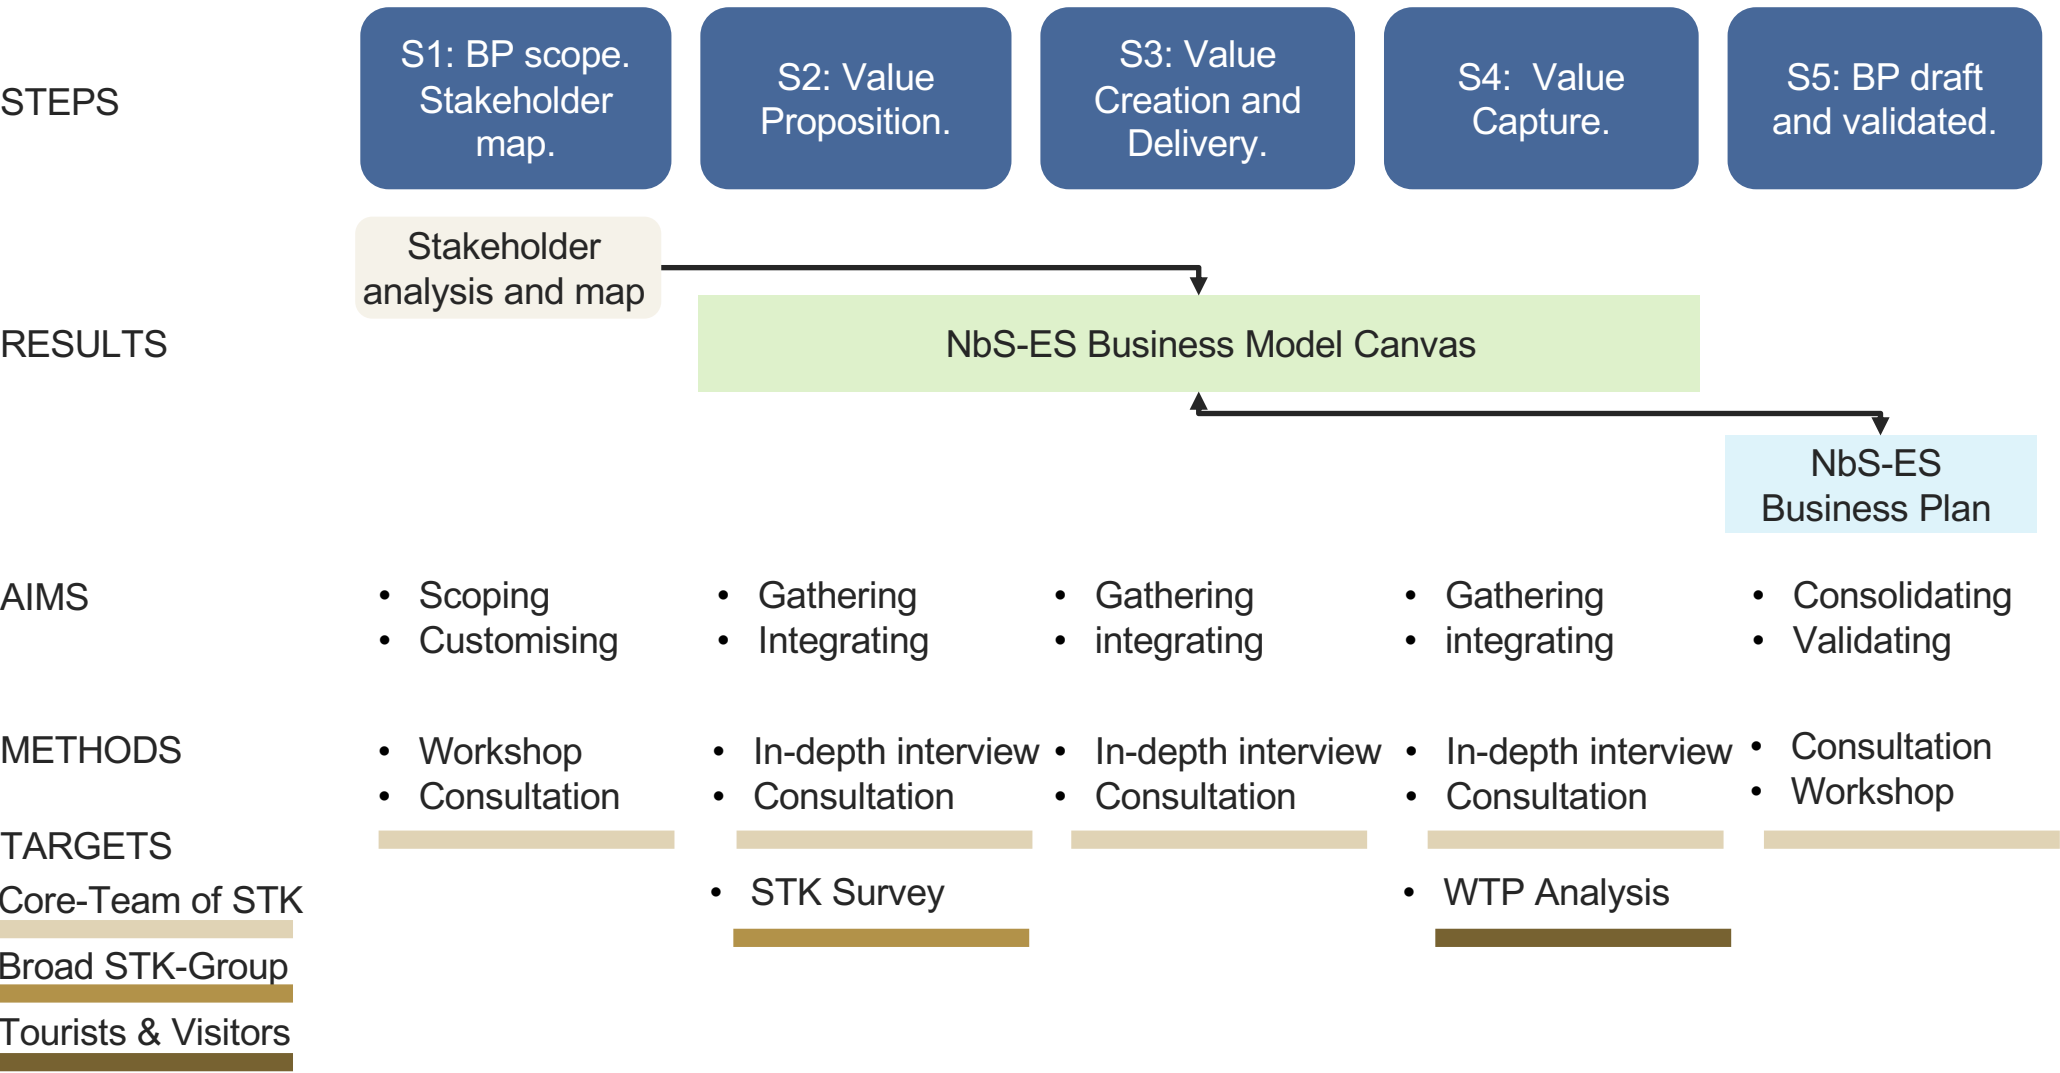 STEPS
S1: BP scope.
Stakeholder
map.
S2: Value
Proposition.
S3: Value
Creation and
Delivery.
S4: Value
Capture.
S5: BP draft
and validated.
RESULTS
Stakeholder
analysis and map
NbS-ES Business Model Canvas
NbS-ES
Business Plan
AIMS
• Scoping
• Customising
• Gathering
• Integrating
• Gathering
• integrating
• Gathering
• integrating
• Consolidating
• Validating
METHODS
• Workshop
• Consultation
• In-depth interview
• Consultation
• In-depth interview
• Consultation
• In-depth interview
• Consultation
• Consultation
• Workshop
• STK Survey
• WTP Analysis
TARGETS
Core-Team of STK
Broad STK-Group
Tourists & Visitors